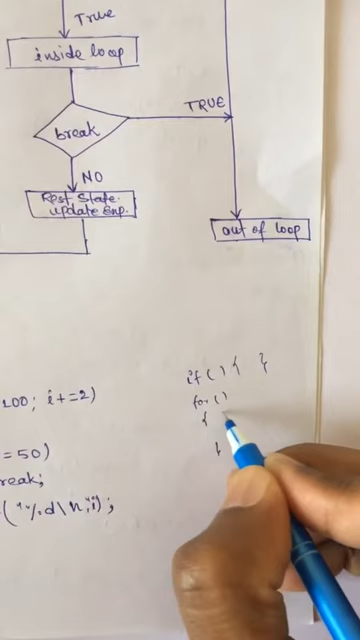 True
inside loop
TRUE
break
NO
Rest State.
update Exp.
out of loop
if ( ) { }
100; i+=2)
for ( )
{
= 50)
}
reak;
("%d\n",i);